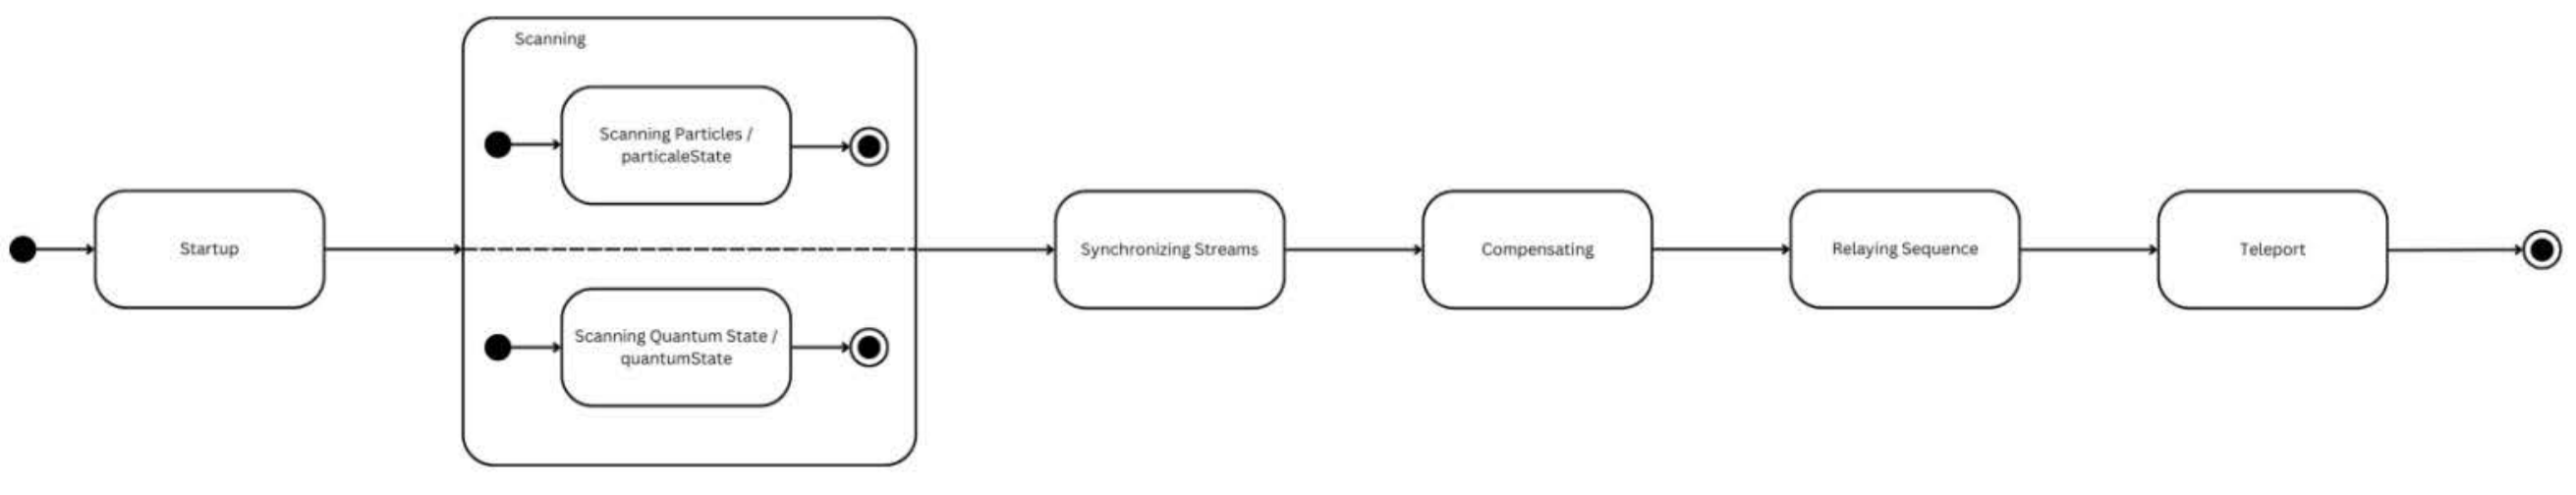 Scanning
Scanning Particles /
particaleState
Startup
Synchronizing Streams
Compensating
Relaying Sequence
Teleport
Scanning Quantum State /
quantumState